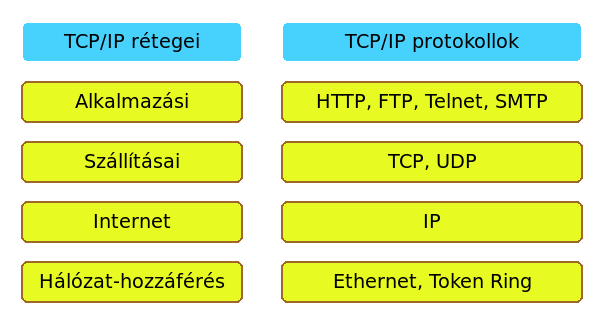 TCP/IP rétegei
TCP/IP protokollok
Alkalmazási
HTTP, FTP, Telnet, SMTP
Szállításai
TCP, UDP
Internet
IP
Hálózat-hozzáférés
Ethernet, Token Ring